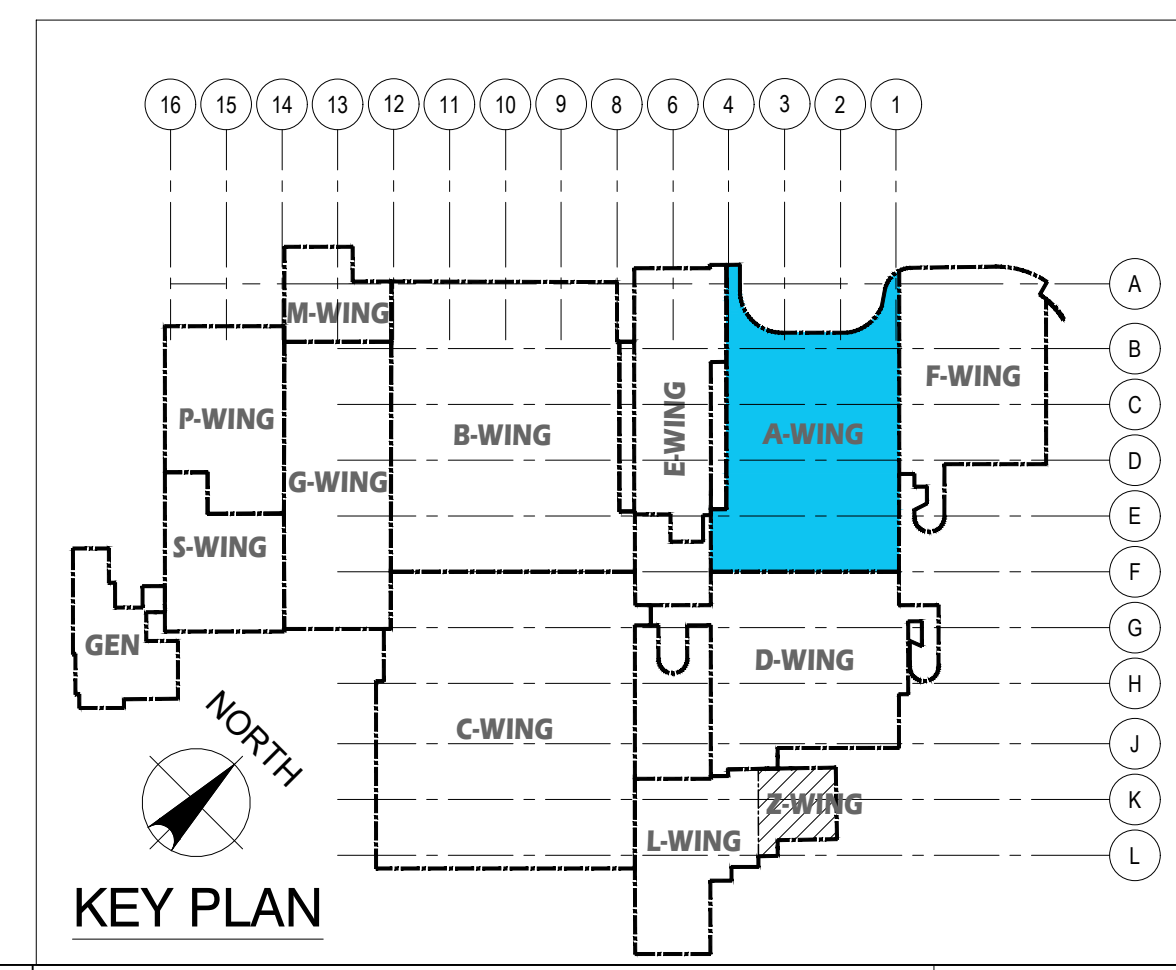 16 15 14 13 12 11 10 9 8 6 4 3 2 1
A
M-WING
B
F-WING
P-WING
C
B-WING
E-WING
A-WING
D
G-WING
E
S-WING
F
GEN
G
D-WING
H
NORTH
C-WING
J
Z-WING
K
L-WING
L
KEY PLAN